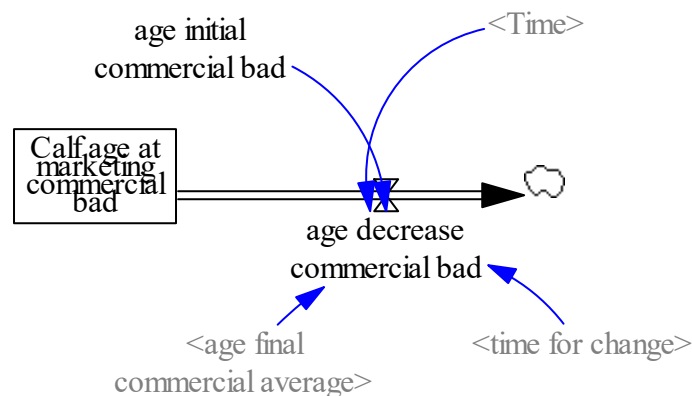 age initial
commercial bad
<Time>
Calf age at
marketing
commercial
bad
age decrease
commercial bad
<age final
commercial average>
<time for change>